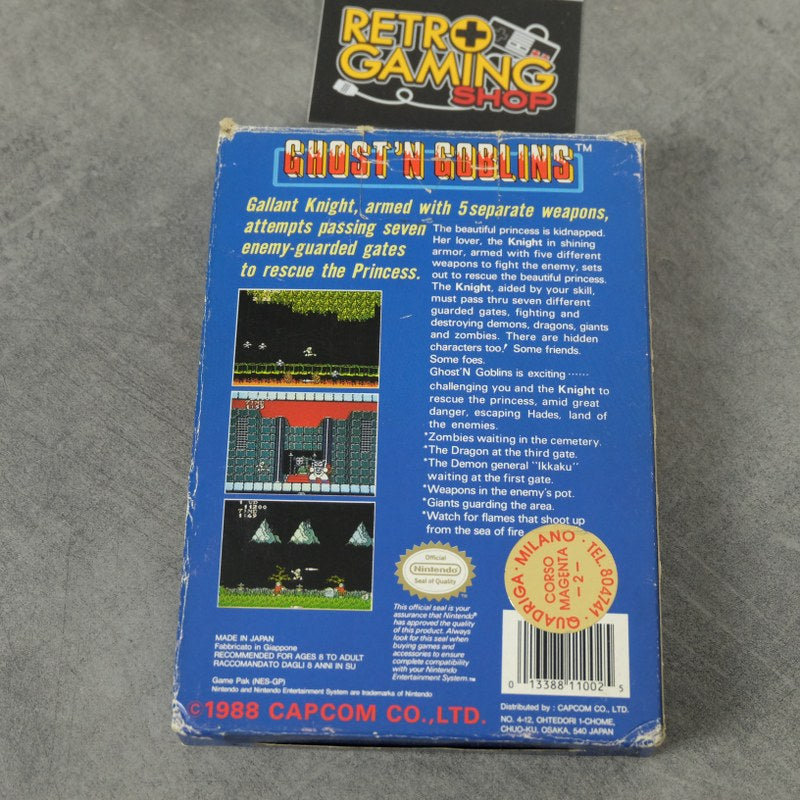 RETRO
GAMING
SHOP
GHOST'N GOBLINS™
Gallant Knight, armed with 5 separate weapons,
attempts passing seven
enemy-guarded gates
to rescue the Princess.
The beautiful princess is kidnapped.
Her lover, the Knight in shining
armor, armed with five different
weapons to fight the enemy, sets
out to rescue the beautiful princess.
The Knight, aided by your skill,
must pass thru seven different
guarded gates, fighting and
destroying demons, dragons, giants
and zombies. There are hidden
characters too! Some friends.
Some foes.
Ghost'N Goblins is exciting ······
challenging you and the Knight to
rescue the princess, amid great
danger, escaping Hades, land of
the enemies.
*Zombies waiting in the cemetery.
*The Dragon at the third gate.
*The Demon general "Ikkaku"
waiting at the first gate.
*Weapons in the enemy's pot.
*Giants guarding the area.
*Watch for flames that shoot up
from the sea of fire
11200
1:49
Official
Nintendo
Seal of Quality
This official seal is your
assurance that Nintendo®
has approved the quality
of this product. Always
look for this seal when
buying games and
accessories to ensure
complete compatibility
with your Nintendo
Entertainment System.™
QUADRIGA · MILANO · TEL. 804741
CORSO
MAGENTA
- 2 -
0 13388 11002 5
MADE IN JAPAN
Fabbricato in Giappone
RECOMMENDED FOR AGES 8 TO ADULT
RACCOMANDATO DAGLI 8 ANNI IN SU
Game Pak (NES-GP)
Nintendo and Nintendo Entertainment System are trademarks of Nintendo
©1988 CAPCOM CO.,LTD.
Distributed by : CAPCOM CO., LTD.
NO. 4-12, OHTEDORI 1-CHOME,
CHUO-KU, OSAKA, 540 JAPAN